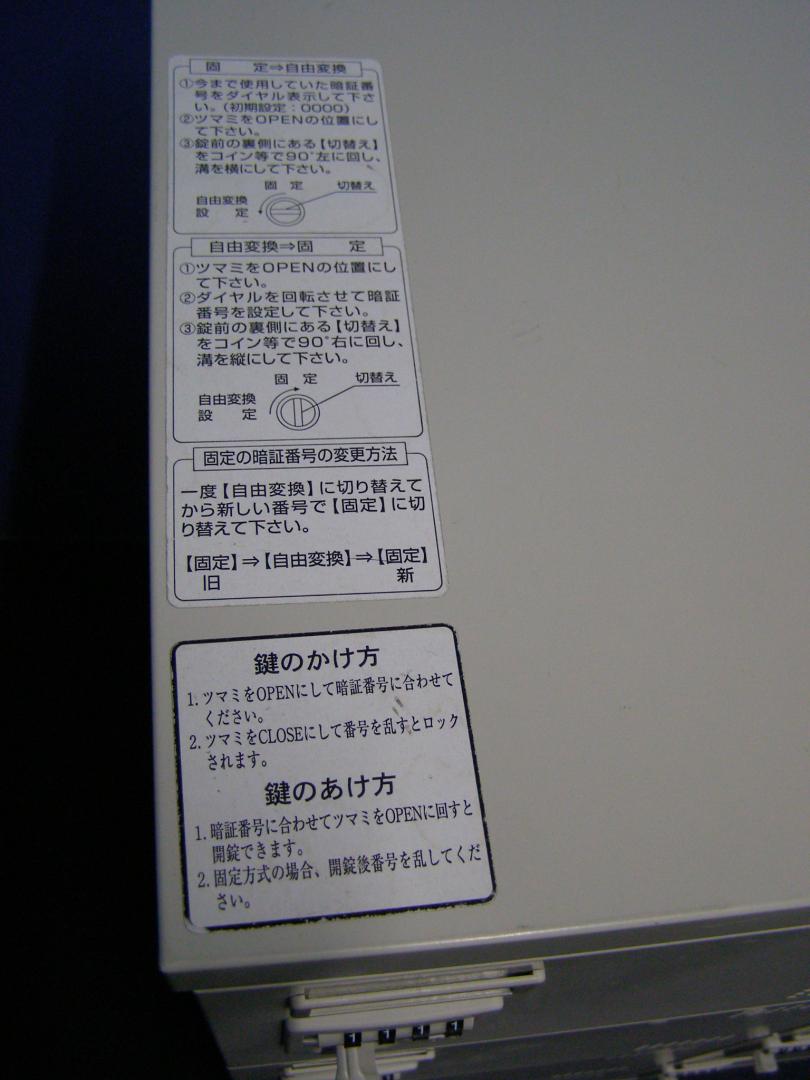 固 定⇒自由変換
①今まで使用していた暗証番
号をダイヤル表示して下さ
い。(初期設定:0000)
②ツマミをOPENの位置にし
て下さい。
③錠前の裏側にある【切替え】
をコイン等で90°左に回し、
溝を横にして下さい。
固 定 切替え
自由変換
設 定
自由変換⇒固 定
①ツマミをOPENの位置にし
て下さい。
②ダイヤルを回転させて暗証
番号を設定して下さい。
③錠前の裏側にある【切替え】
をコイン等で90°右に回し、
溝を縦にして下さい。
固 定 切替え
自由変換
設 定
固定の暗証番号の変更方法
一度【自由変換】に切り替えて
から新しい番号で【固定】に切
り替えて下さい。
【固定】⇒【自由変換】⇒【固定】
旧 新
鍵のかけ方
1. ツマミをOPENにして暗証番号に合わせて
ください。
2. ツマミをCLOSEにして番号を乱すとロック
されます。
鍵のあけ方
1. 暗証番号に合わせてツマミをOPENに回すと
開錠できます。
2. 固定方式の場合、開錠後番号を乱してくだ
さい。
1 1 1 1